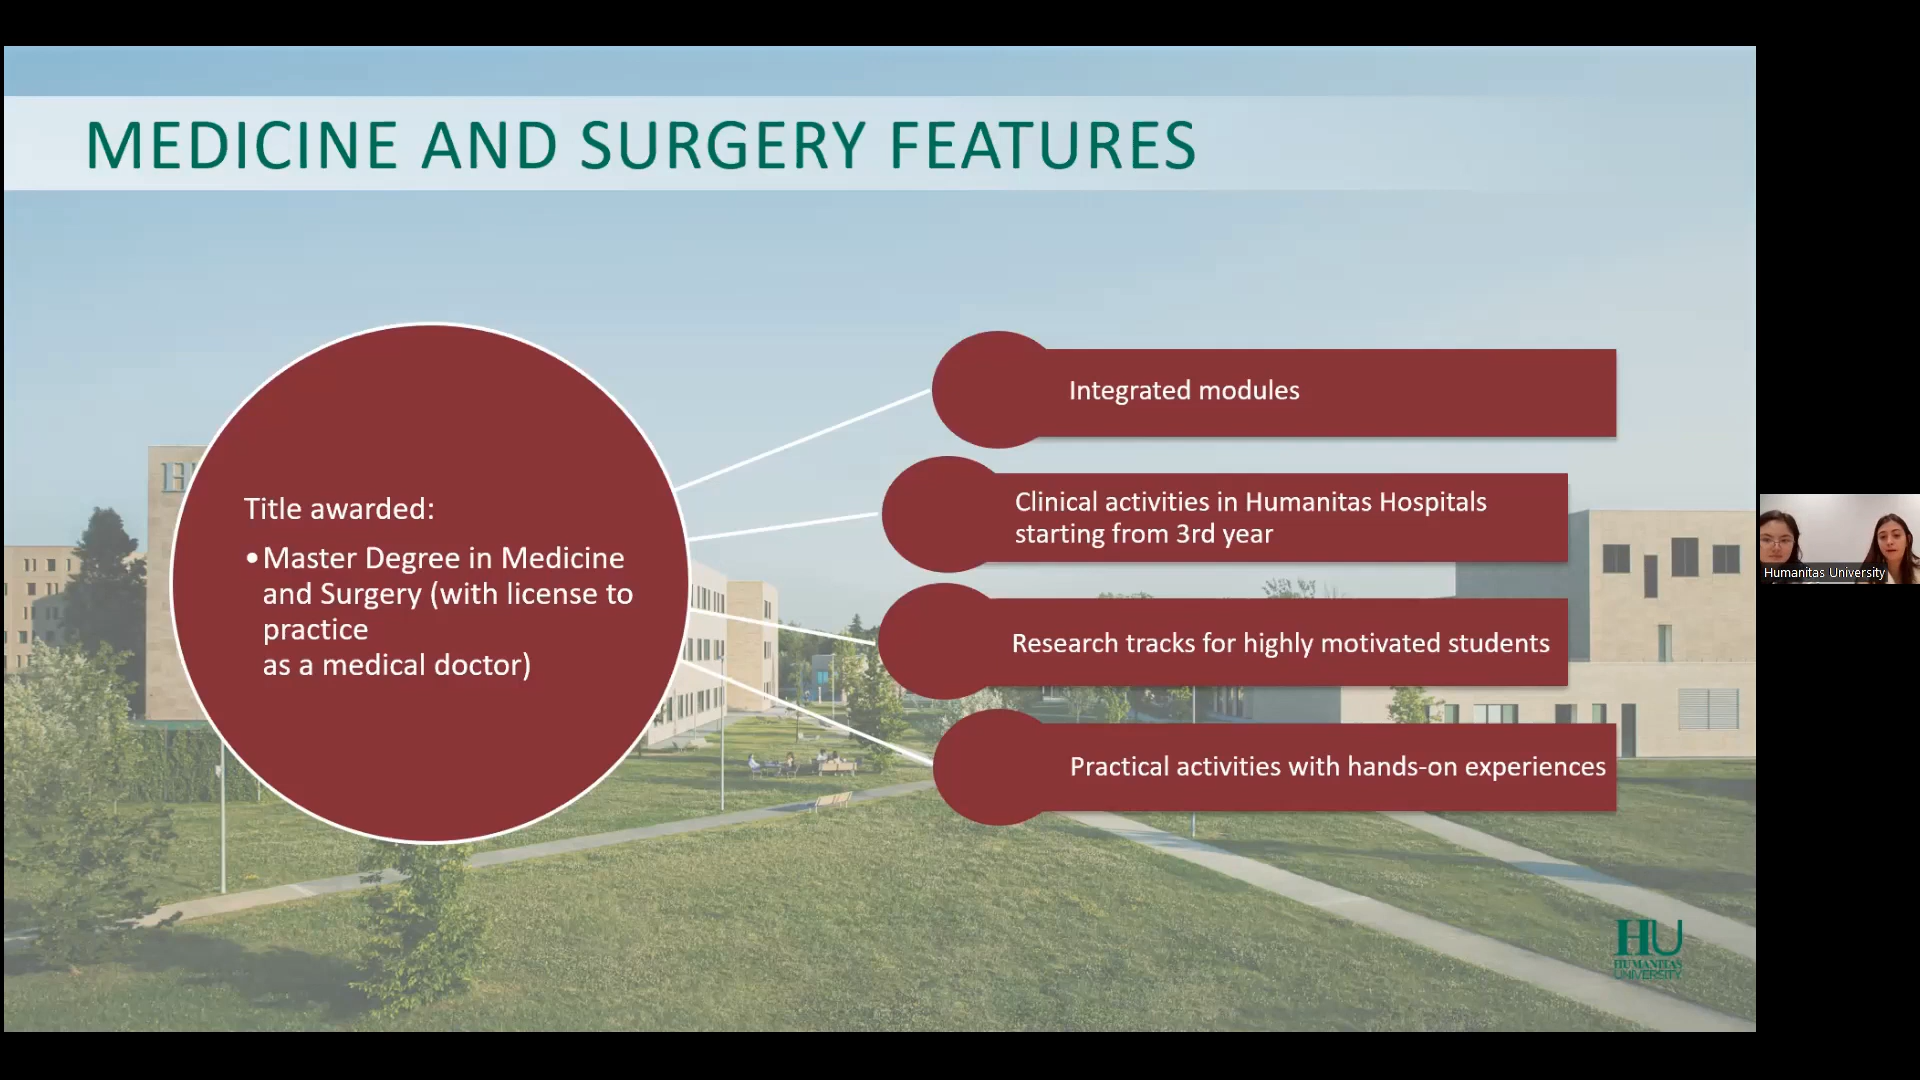 MEDICINE AND SURGERY FEATURES
Title awarded:
•Master Degree in Medicine
and Surgery (with license to
practice
as a medical doctor)
Integrated modules
Clinical activities in Humanitas Hospitals
starting from 3rd year
Research tracks for highly motivated students
Practical activities with hands-on experiences
Humanitas University
HU
HUMANITAS
UNIVERSITY